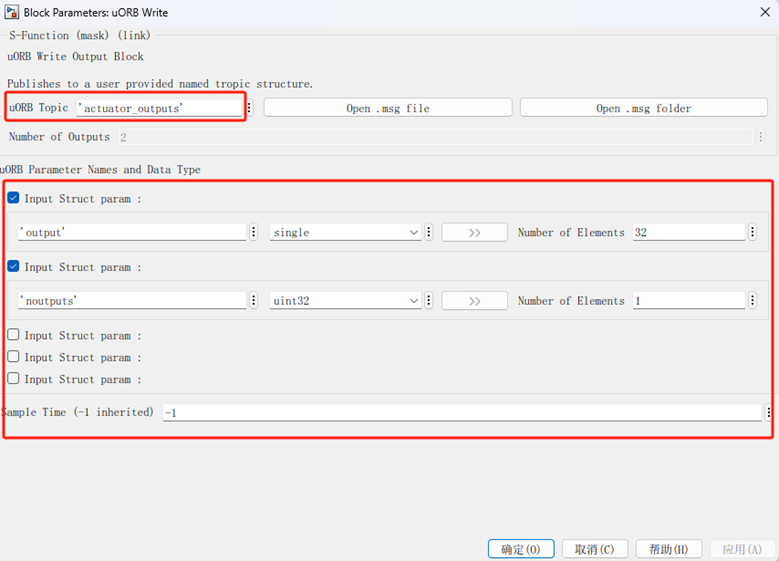 Block Parameters: uORB Write
S-Function (mask) (link)
uORB Write Output Block
Publishes to a user provided named tropic structure.
uORB Topic 'actuator_outputs' Open .msg file Open .msg folder
Number of Outputs 2
uORB Parameter Names and Data Type
Input Struct param :
'output' single >> Number of Elements 32
Input Struct param :
'noutputs' uint32 >> Number of Elements 1
Input Struct param :
Input Struct param :
Input Struct param :
Sample Time (-1 inherited) -1
确定(O) 取消(C) 帮助(H) 应用(A)